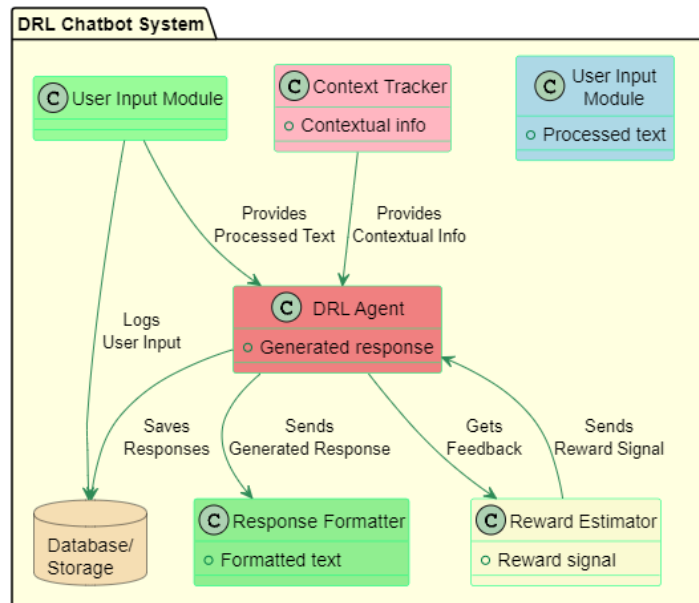 DRL Chatbot System
C User Input Module
C Context Tracker
Contextual info
C User Input
Module
Processed text
Provides
Processed Text
Provides
Contextual Info
C DRL Agent
Generated response
Logs
User Input
Saves
Responses
Sends
Generated Response
Gets
Feedback
Sends
Reward Signal
Database/
Storage
C Response Formatter
Formatted text
C Reward Estimator
Reward signal